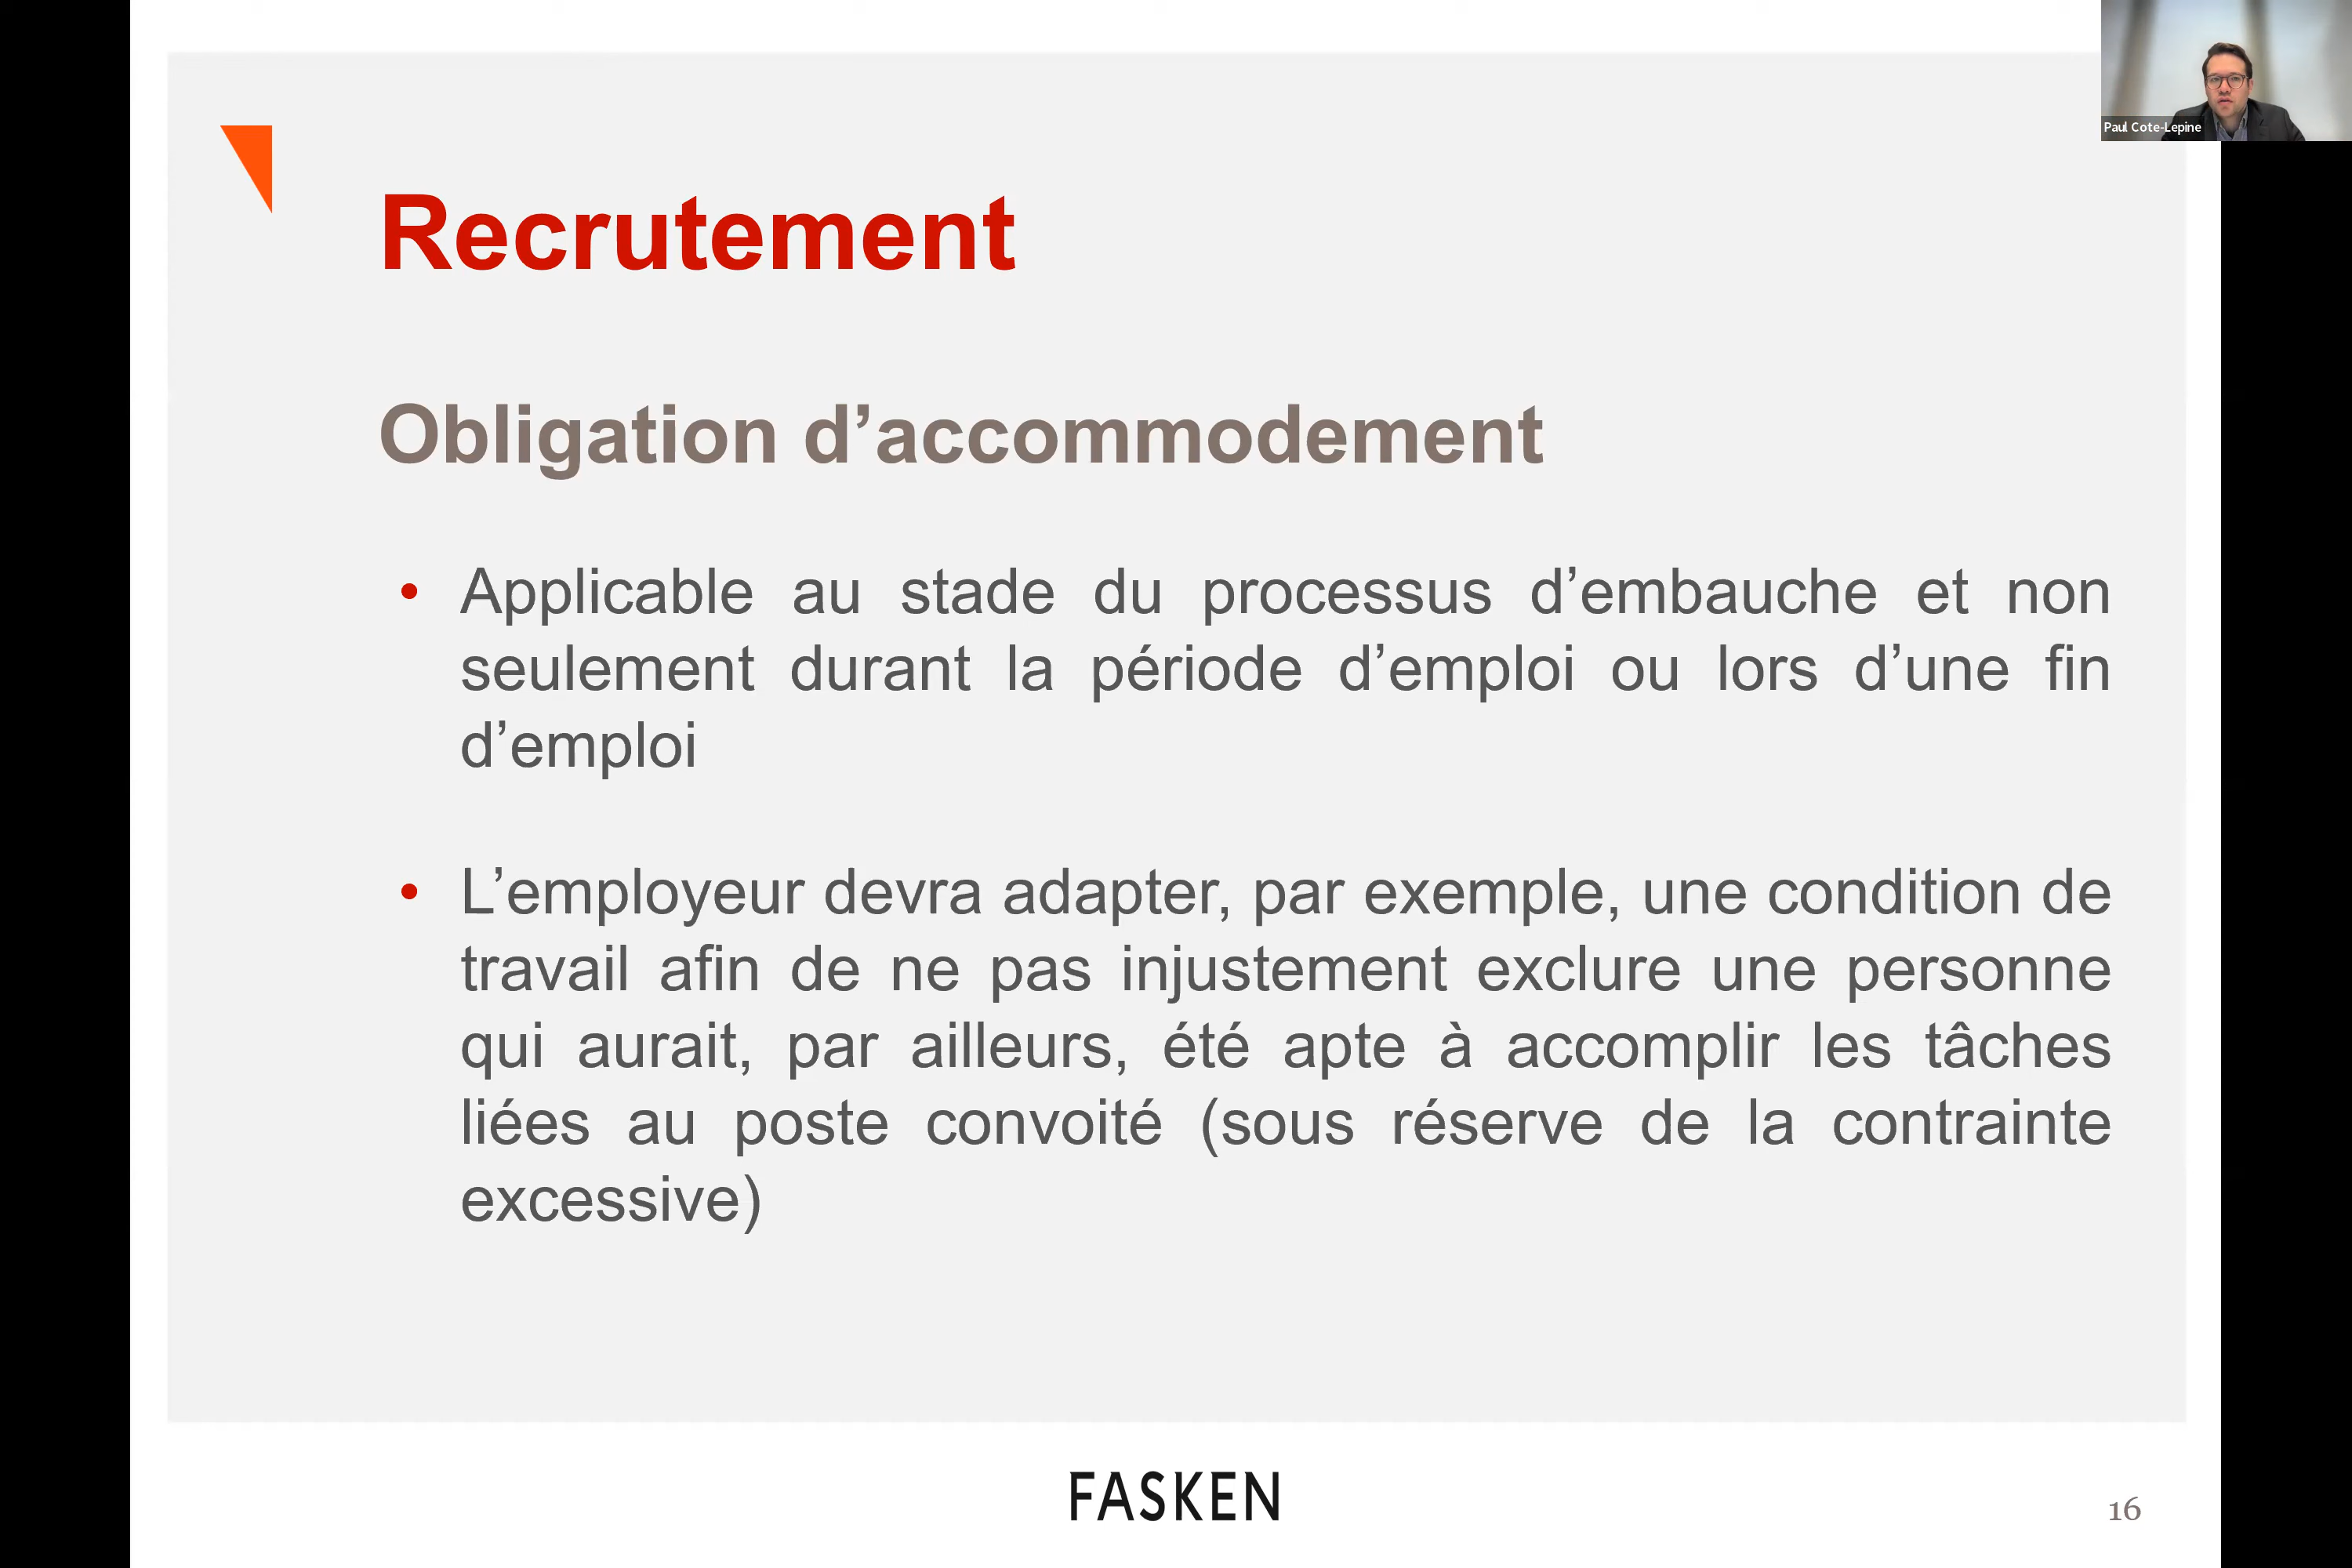 Paul Cote-Lepine
Recrutement
Obligation d’accommodement
• Applicable au stade du processus d’embauche et non
seulement durant la période d’emploi ou lors d’une fin
d’emploi
• L’employeur devra adapter, par exemple, une condition de
travail afin de ne pas injustement exclure une personne
qui aurait, par ailleurs, été apte à accomplir les tâches
liées au poste convoité (sous réserve de la contrainte
excessive)
FASKEN
16